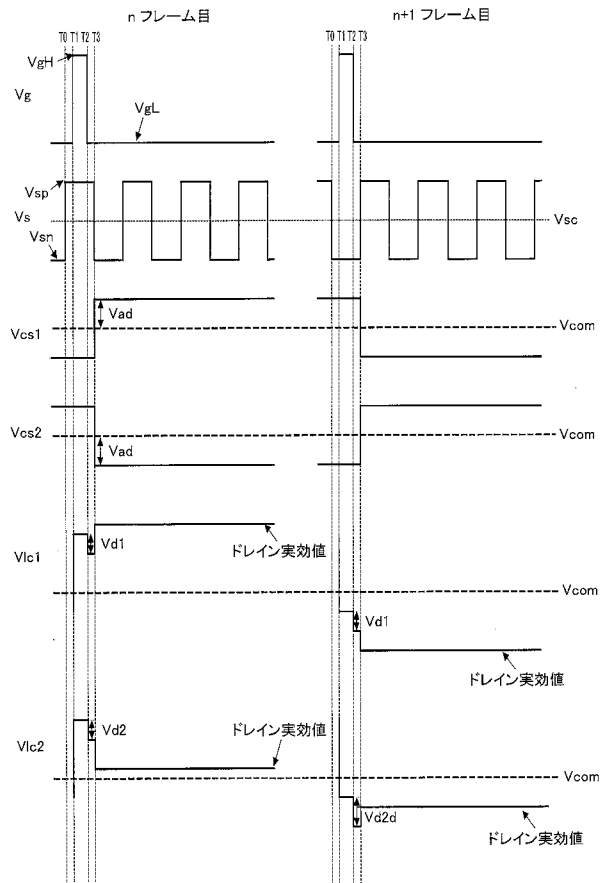 n フレーム目
n+1 フレーム目
T0 T1 T2 T3
T0 T1 T2 T3
VgH
Vg
VgL
Vsp
Vs
Vsn
Vsc
Vad
Vcom
Vcs1
Vcs2
Vcom
Vad
Vd1
ドレイン実効値
Vlc1
Vcom
Vd1
ドレイン実効値
Vd2
ドレイン実効値
Vlc2
Vcom
Vd2d
ドレイン実効値